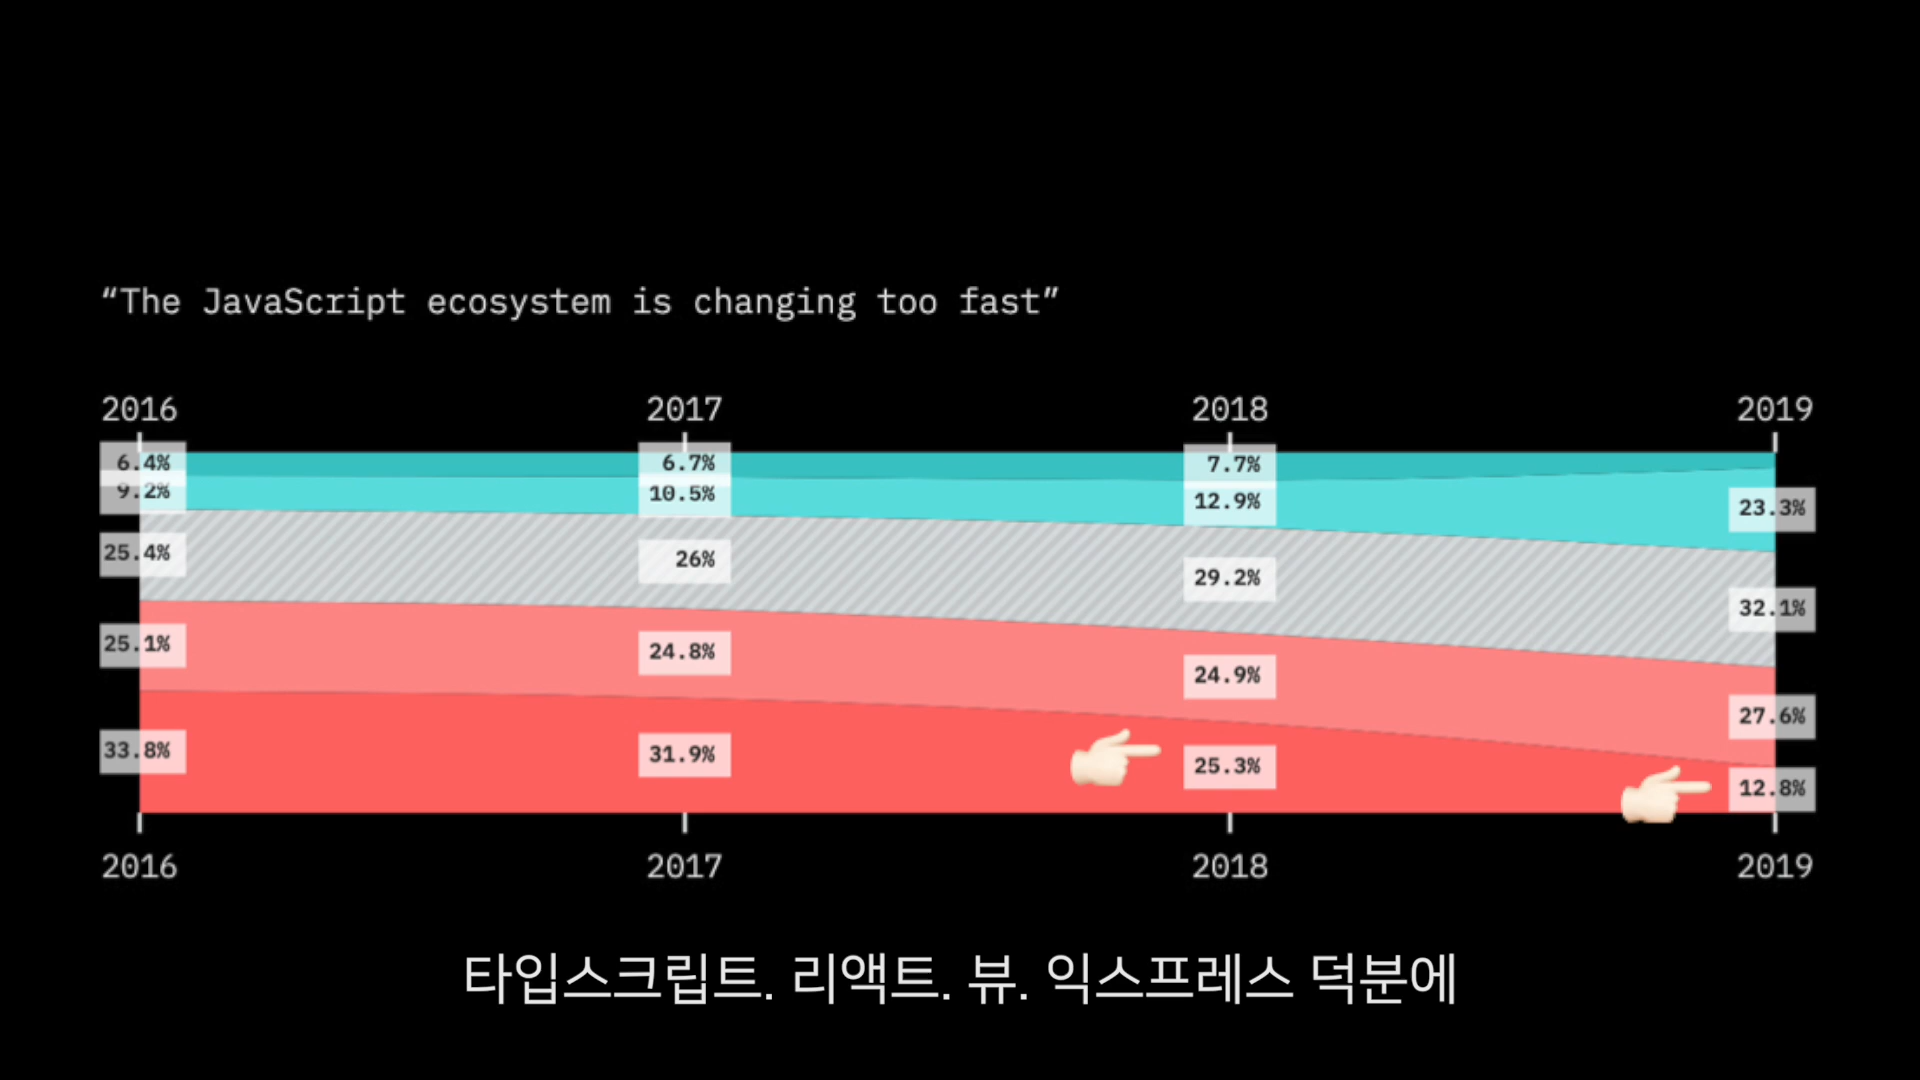 “The JavaScript ecosystem is changing too fast”
2016 2017 2018 2019
6.4% 6.7% 7.7%
9.2% 10.5% 12.9% 23.3%
25.4% 26% 29.2% 32.1%
25.1% 24.8% 24.9% 27.6%
33.8% 31.9% 25.3% 12.8%
2016 2017 2018 2019
타입스크립트. 리액트. 뷰. 익스프레스 덕분에